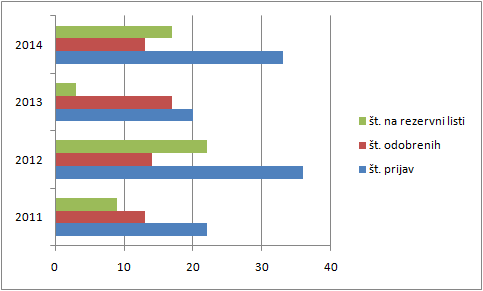 2014
2013
2012
2011
0 10 20 30 40
št. na rezervni listi
št. odobrenih
št. prijav